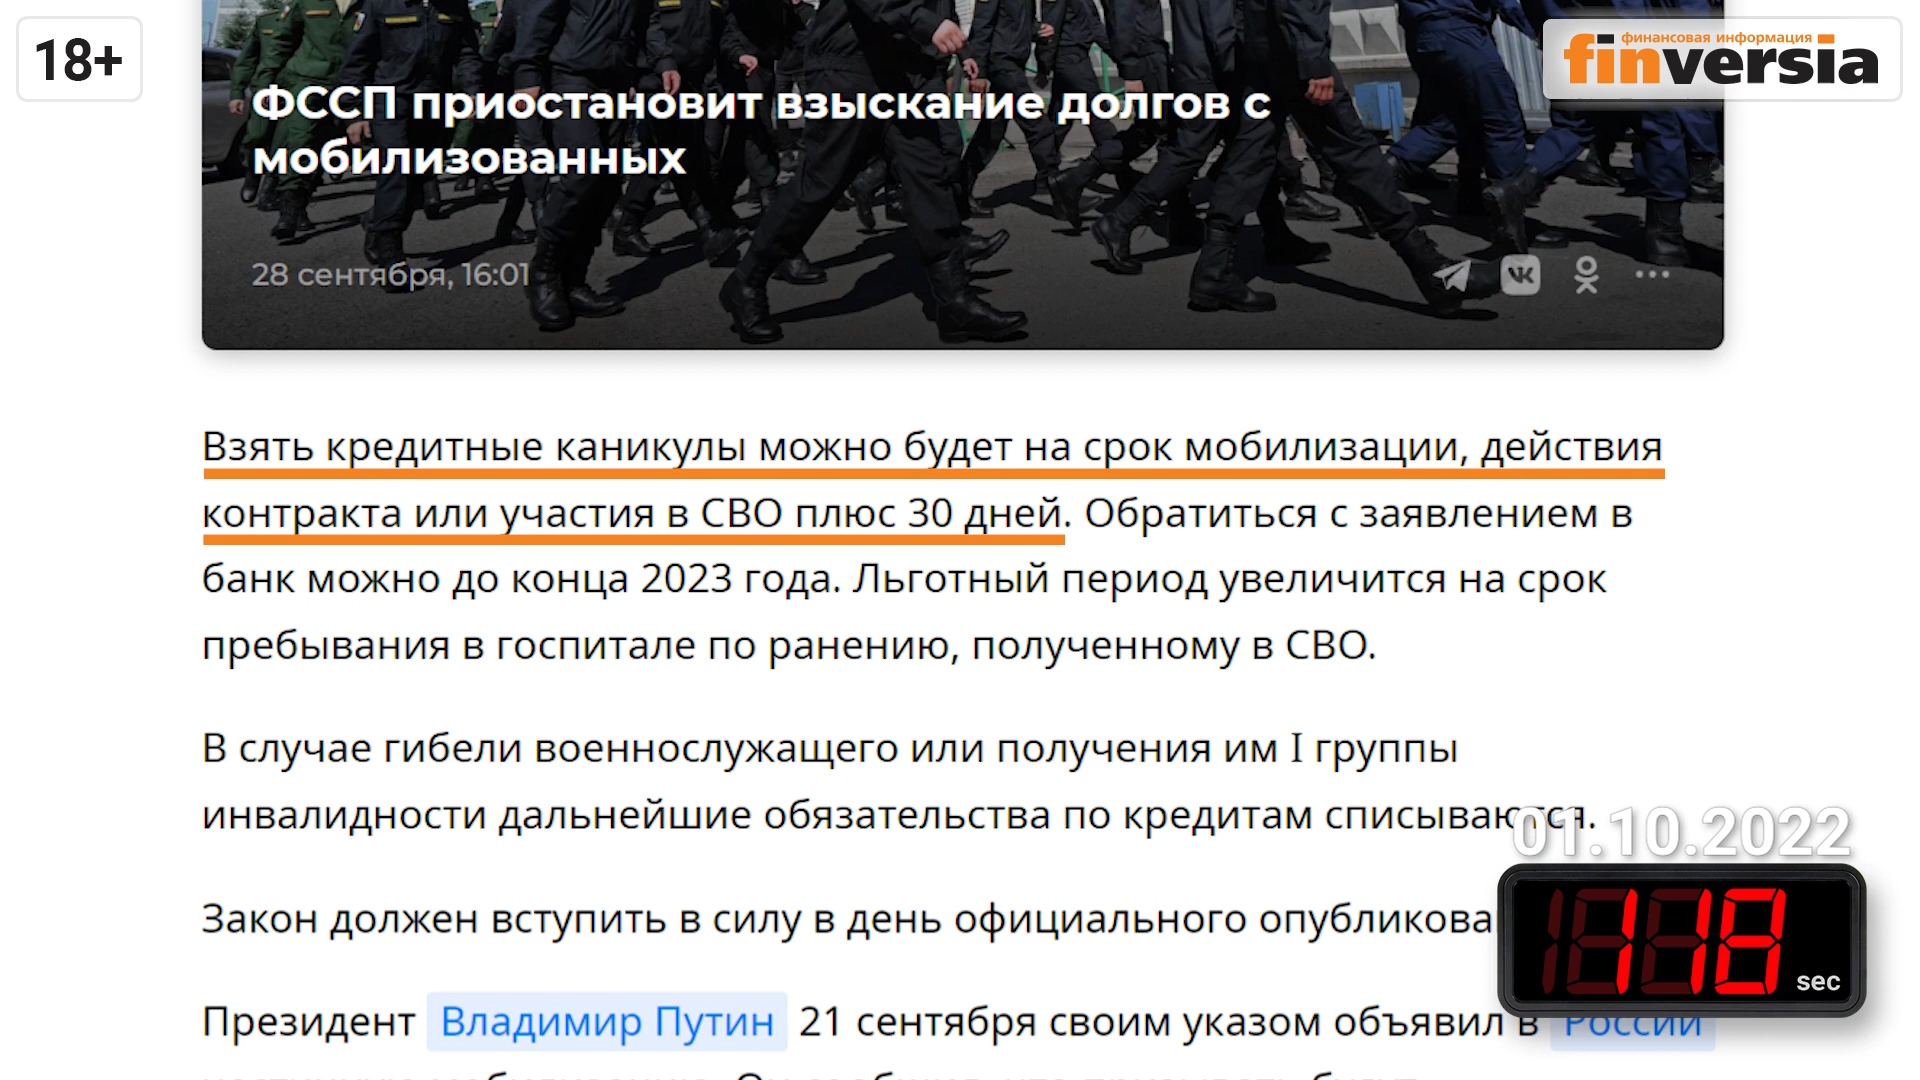 18+
финансовая информация
finversia
ФССП приостановит взыскание долгов с
мобилизованных
28 сентября, 16:01
Взять кредитные каникулы можно будет на срок мобилизации, действия
контракта или участия в СВО плюс 30 дней. Обратиться с заявлением в
банк можно до конца 2023 года. Льготный период увеличится на срок
пребывания в госпитале по ранению, полученному в СВО.
В случае гибели военнослужащего или получения им I группы
инвалидности дальнейшие обязательства по кредитам списываются.
01.10.2022
Закон должен вступить в силу в день официального опубликова
118
sec
Президент Владимир Путин 21 сентября своим указом объявил в России